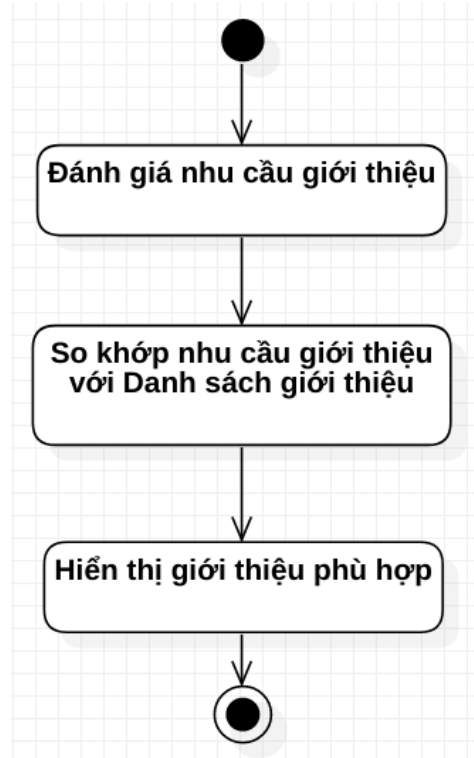 Đánh giá nhu cầu giới thiệu
So khớp nhu cầu giới thiệu
với Danh sách giới thiệu
Hiển thị giới thiệu phù hợp